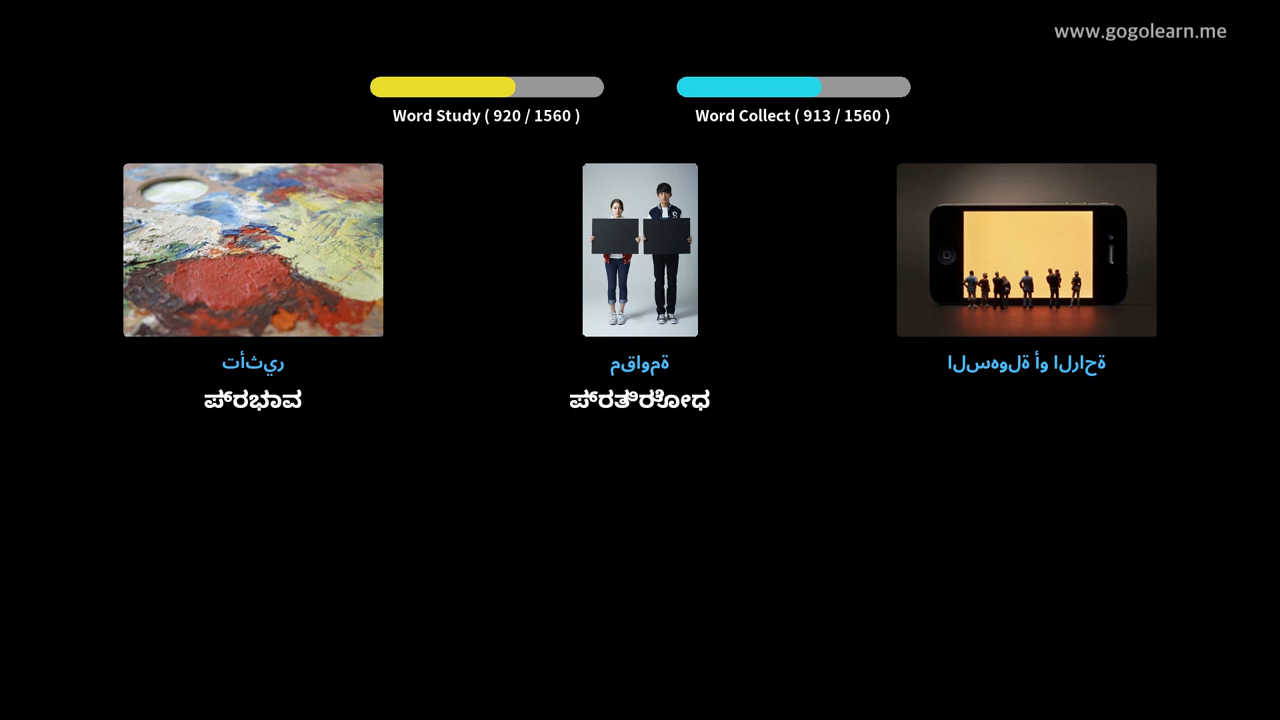 www.gogolearn.me
Word Study ( 920 / 1560 )
Word Collect ( 913 / 1560 )
تأثير
مقاومة
السهولة أو الراحة
ಪ್ರಭಾವ
ಪ್ರತಿರೋಧ